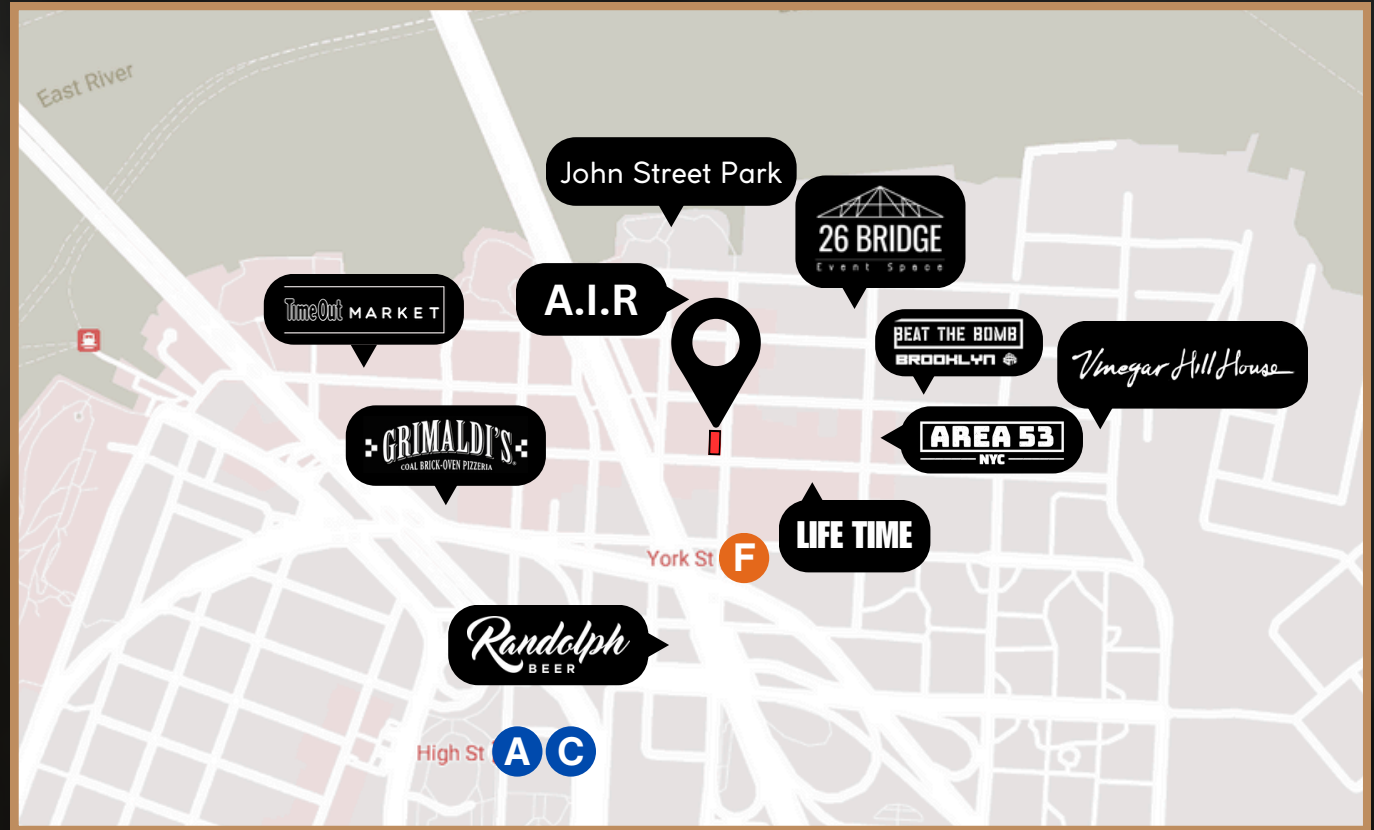 East River
John Street Park
26 BRIDGE
Event Space
A.I.R
TimeOut MARKET
BEAT THE BOMB
BROOKLYN
Vinegar Hill House
GRIMALDI'S
COAL BRICK-OVEN PIZZERIA
AREA 53
NYC
LIFE TIME
York St F
Randolph
BEER
High St A C